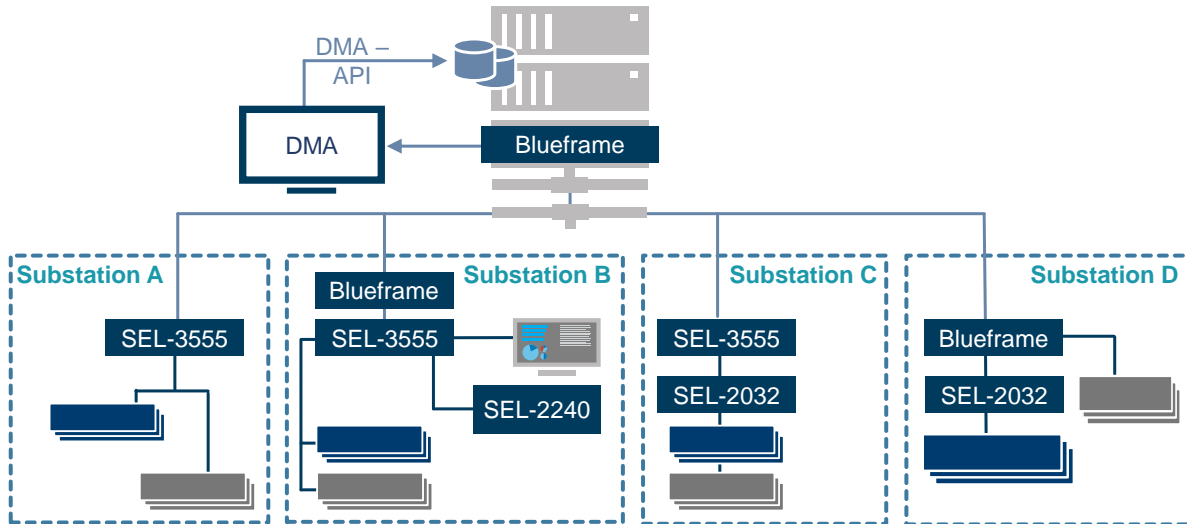 DMA –
API
DMA
Blueframe
Substation A
Substation B
Substation C
Substation D
Blueframe
SEL-3555
SEL-3555
SEL-3555
Blueframe
SEL-2240
SEL-2032
SEL-2032